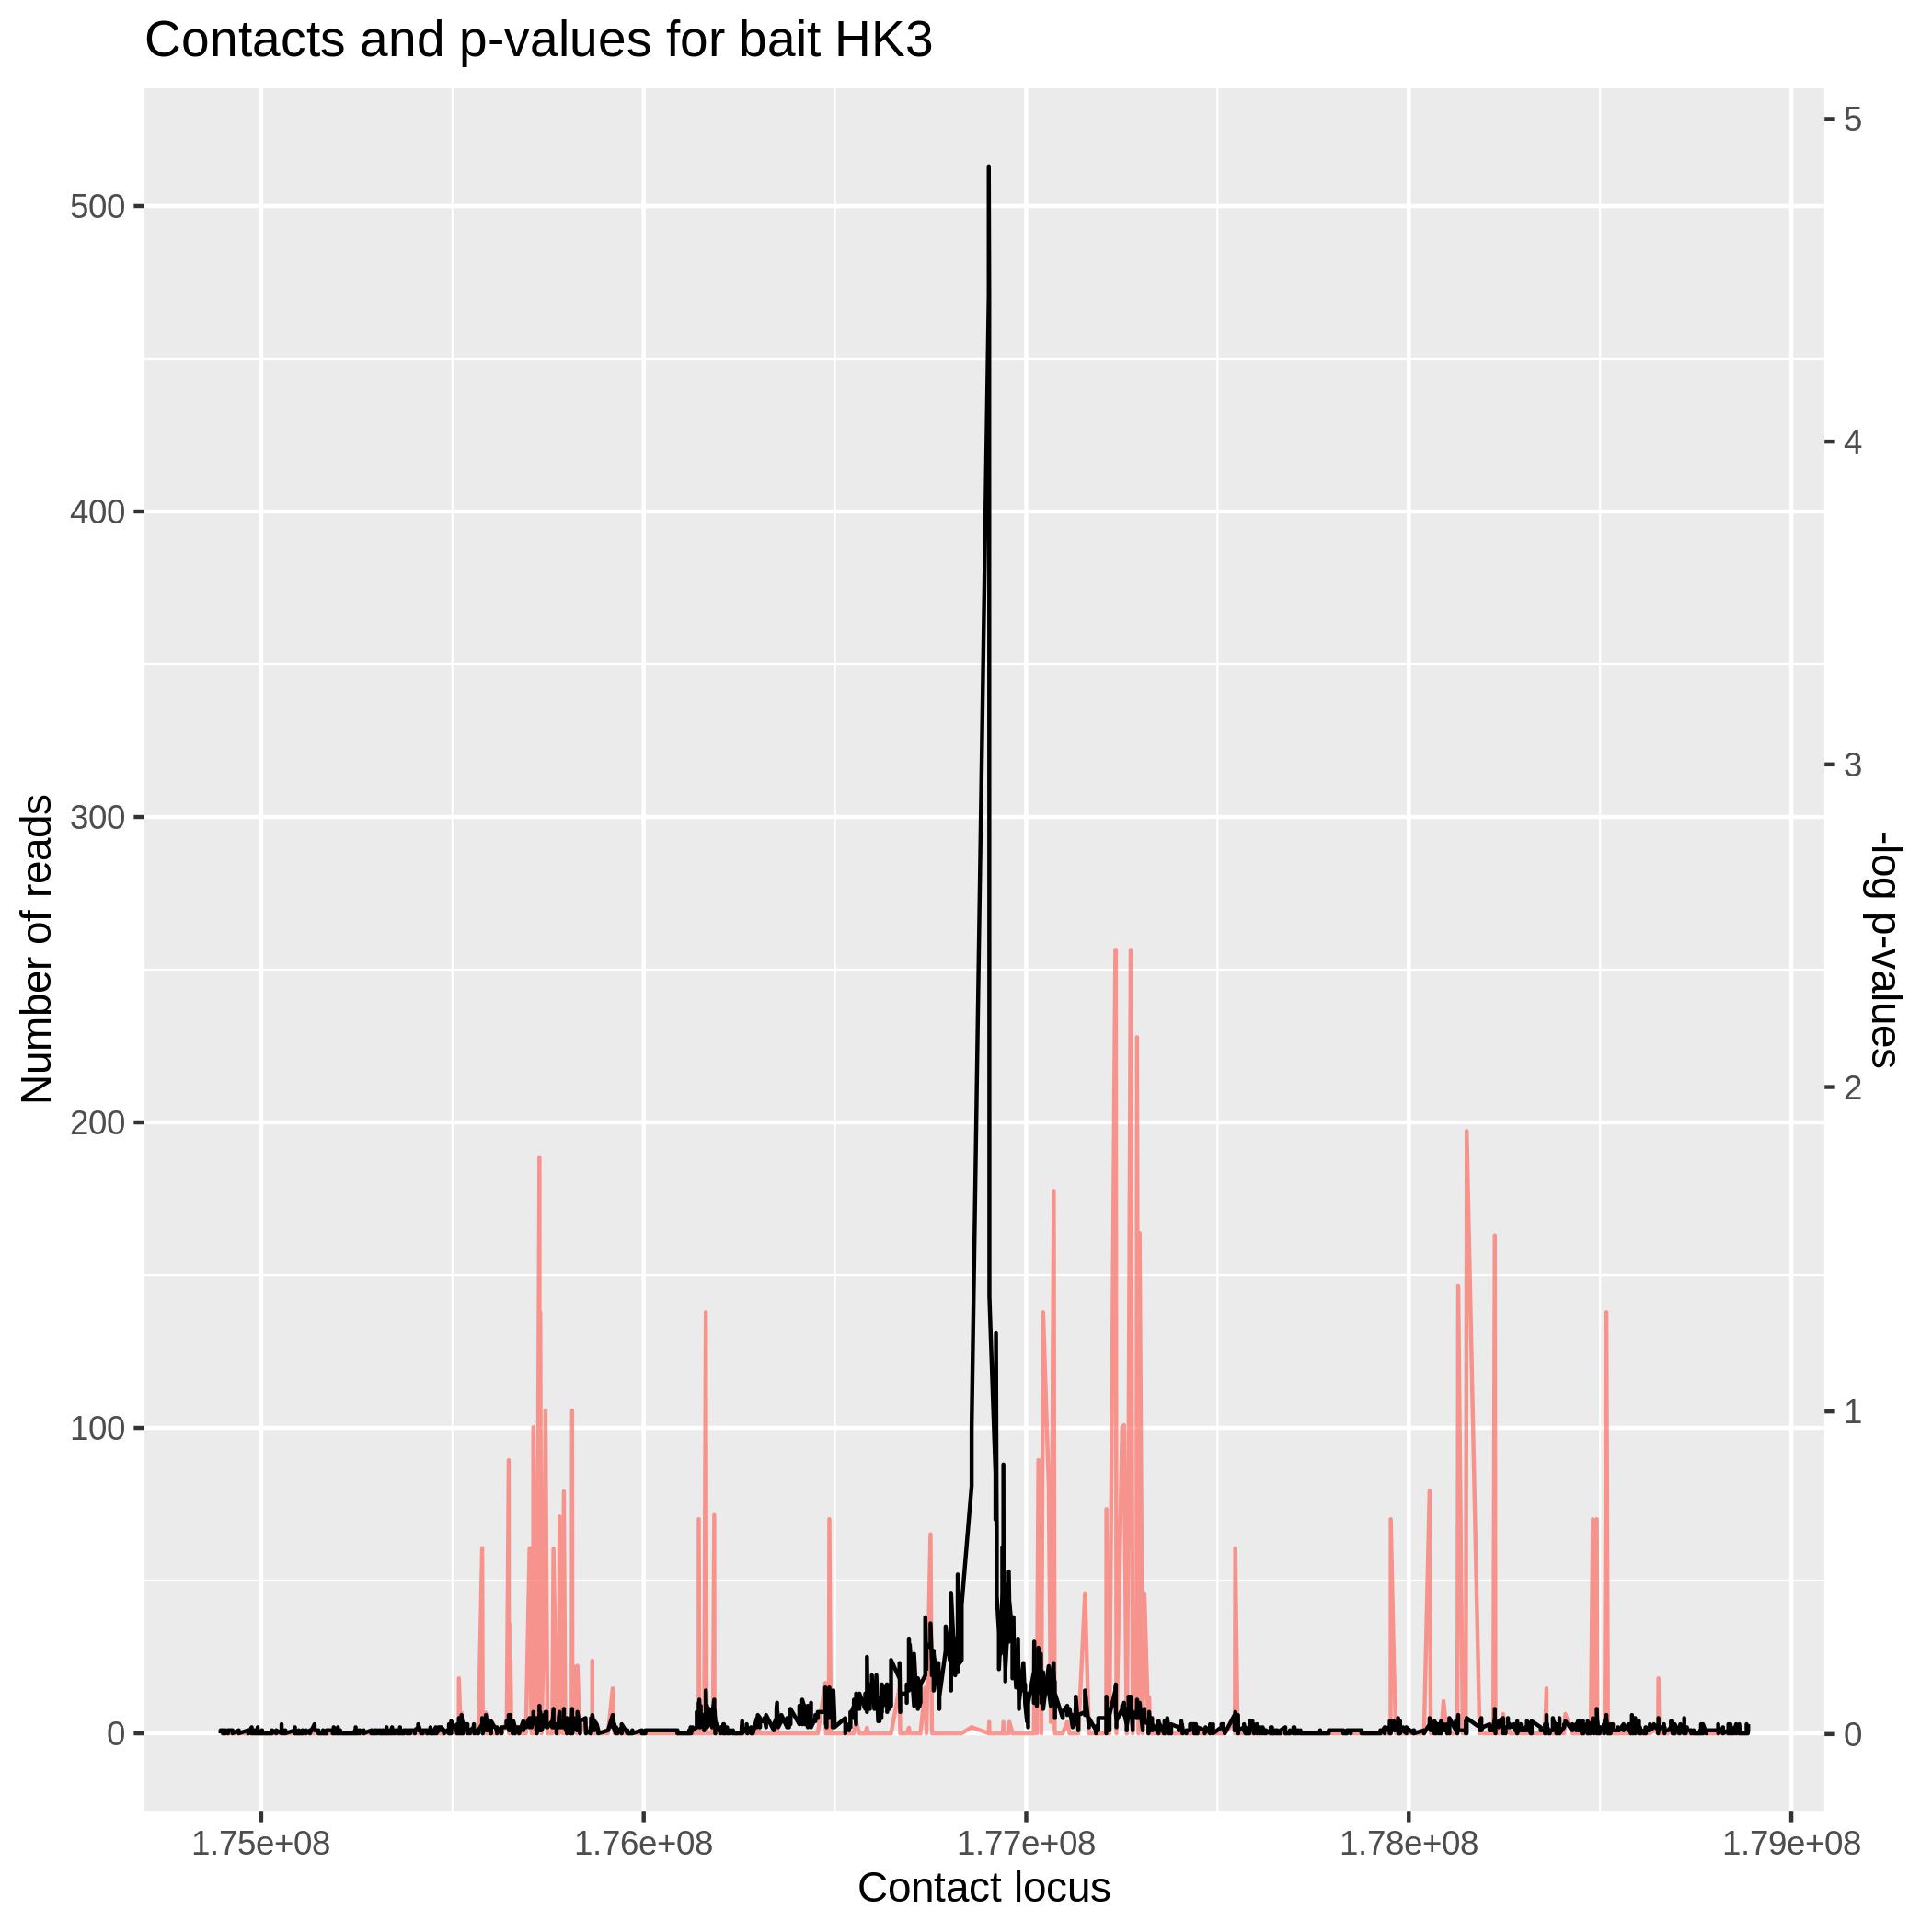 Contacts and p-values for bait HK3
Number of reads
500
400
300
200
100
0
5
4
3
2
1
0
-log p-values
1.75e+08 1.76e+08 1.77e+08 1.78e+08 1.79e+08
Contact locus